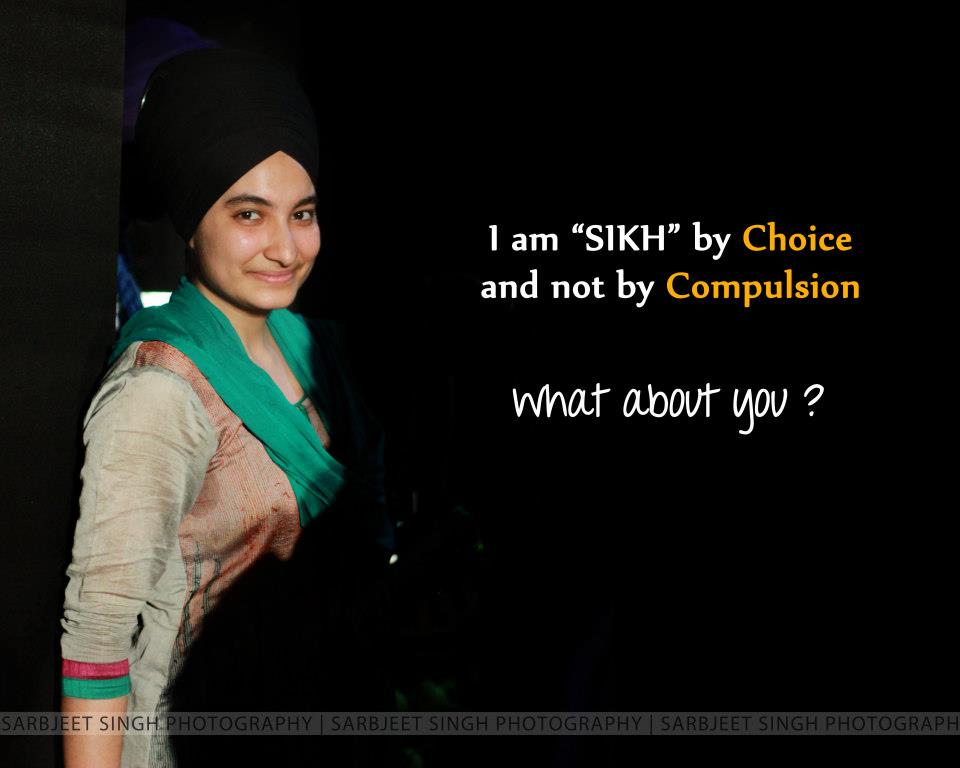 I am “SIKH” by Choice
and not by Compulsion
What about you ?
SARBJEET SINGH PHOTOGRAPHY | SARBJEET SINGH PHOTOGRAPHY | SARBJEET SINGH PHOTOGRAPH